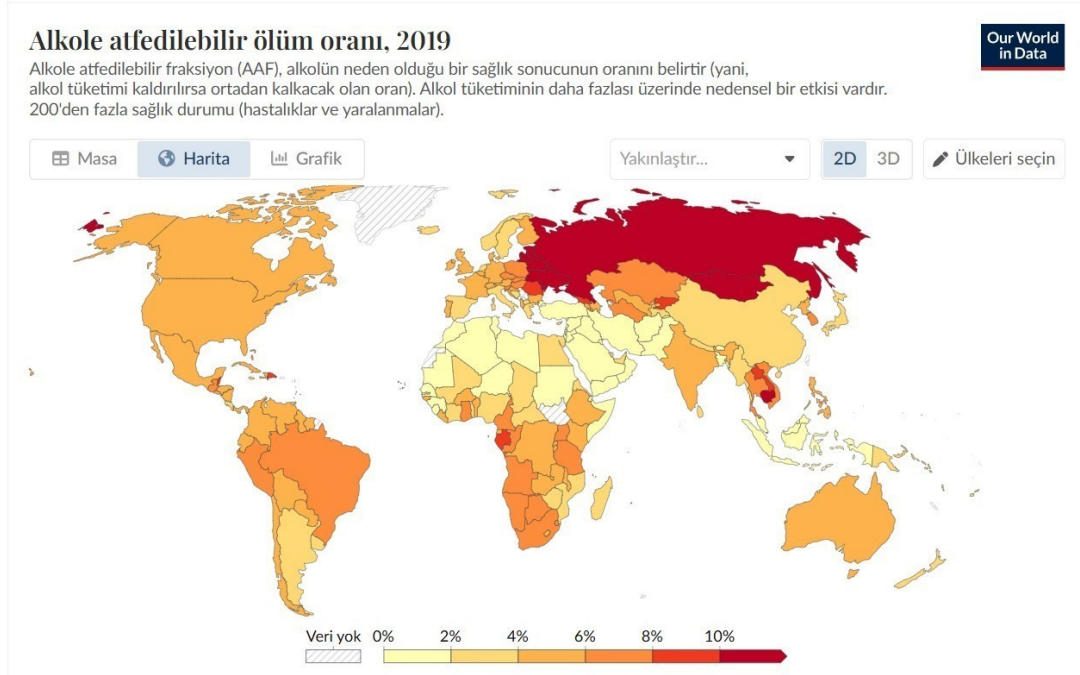 Alkole atfedilebilir ölüm oranı, 2019
Our World
in Data
Alkole atfedilebilir fraksiyon (AAF), alkolün neden olduğu bir sağlık sonucunun oranını belirtir (yani,
alkol tüketimi kaldırılırsa ortadan kalkacak olan oran). Alkol tüketiminin daha fazlası üzerinde nedensel bir etkisi vardır.
200'den fazla sağlık durumu (hastalıklar ve yaralanmalar).
Masa Harita Grafik Yakınlaştır... 2D 3D Ülkeleri seçin
Veri yok 0% 2% 4% 6% 8% 10%